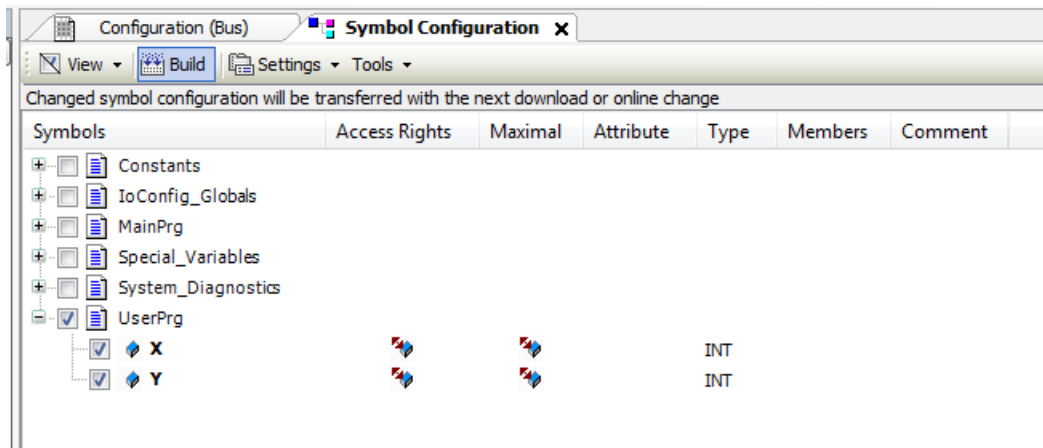 Configuration (Bus) Symbol Configuration X
View Build Settings Tools
Changed symbol configuration will be transferred with the next download or online change
Symbols Access Rights Maximal Attribute Type Members Comment
Constants
IoConfig_Globals
MainPrg
Special_Variables
System_Diagnostics
UserPrg
X INT
Y INT